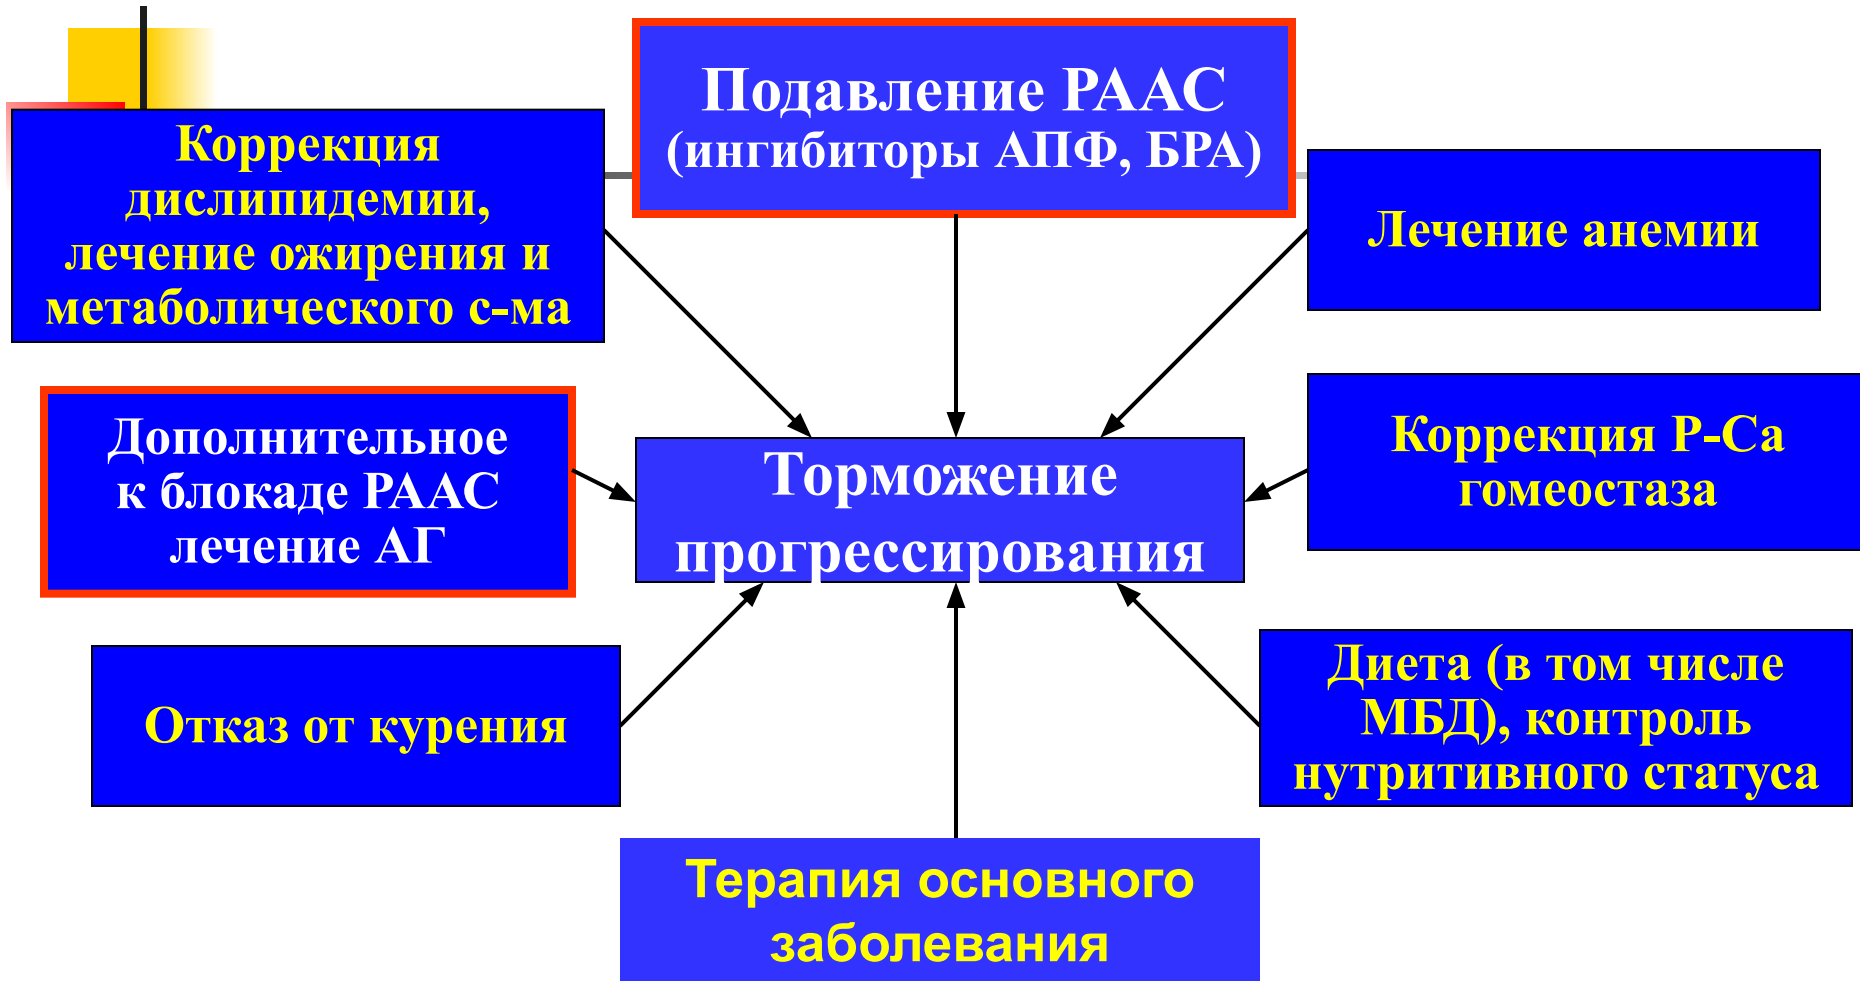 Подавление РААС
(ингибиторы АПФ, БРА)
Коррекция
дислипидемии,
лечение ожирения и
метаболического с-ма
Лечение анемии
Дополнительное
к блокаде РААС
лечение АГ
Торможение
прогрессирования
Коррекция Р-Са
гомеостаза
Отказ от курения
Диета (в том числе
МБД), контроль
нутритивного статуса
Терапия основного
заболевания